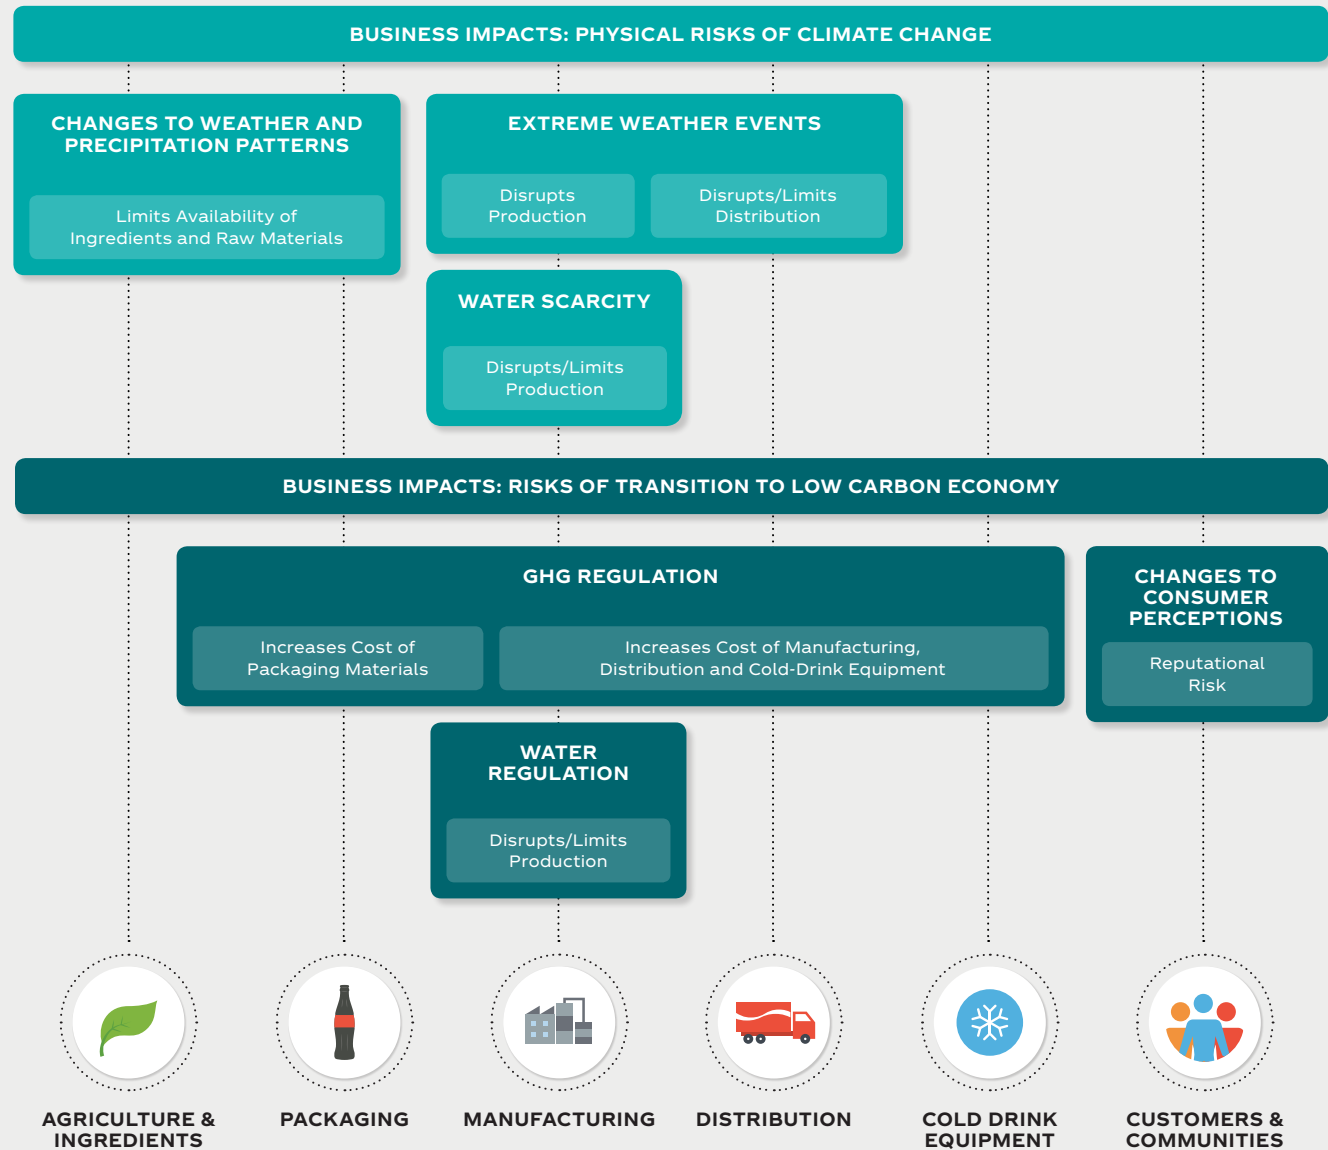 BUSINESS IMPACTS: PHYSICAL RISKS OF CLIMATE CHANGE
CHANGES TO WEATHER AND
PRECIPITATION PATTERNS
Limits Availability of
Ingredients and Raw Materials
EXTREME WEATHER EVENTS
Disrupts
Production
Disrupts/Limits
Distribution
WATER SCARCITY
Disrupts/Limits
Production
BUSINESS IMPACTS: RISKS OF TRANSITION TO LOW CARBON ECONOMY
GHG REGULATION
Increases Cost of
Packaging Materials
Increases Cost of Manufacturing,
Distribution and Cold-Drink Equipment
CHANGES TO
CONSUMER
PERCEPTIONS
Reputational
Risk
WATER
REGULATION
Disrupts/Limits
Production
AGRICULTURE &
INGREDIENTS
PACKAGING
MANUFACTURING
DISTRIBUTION
COLD DRINK
EQUIPMENT
CUSTOMERS &
COMMUNITIES